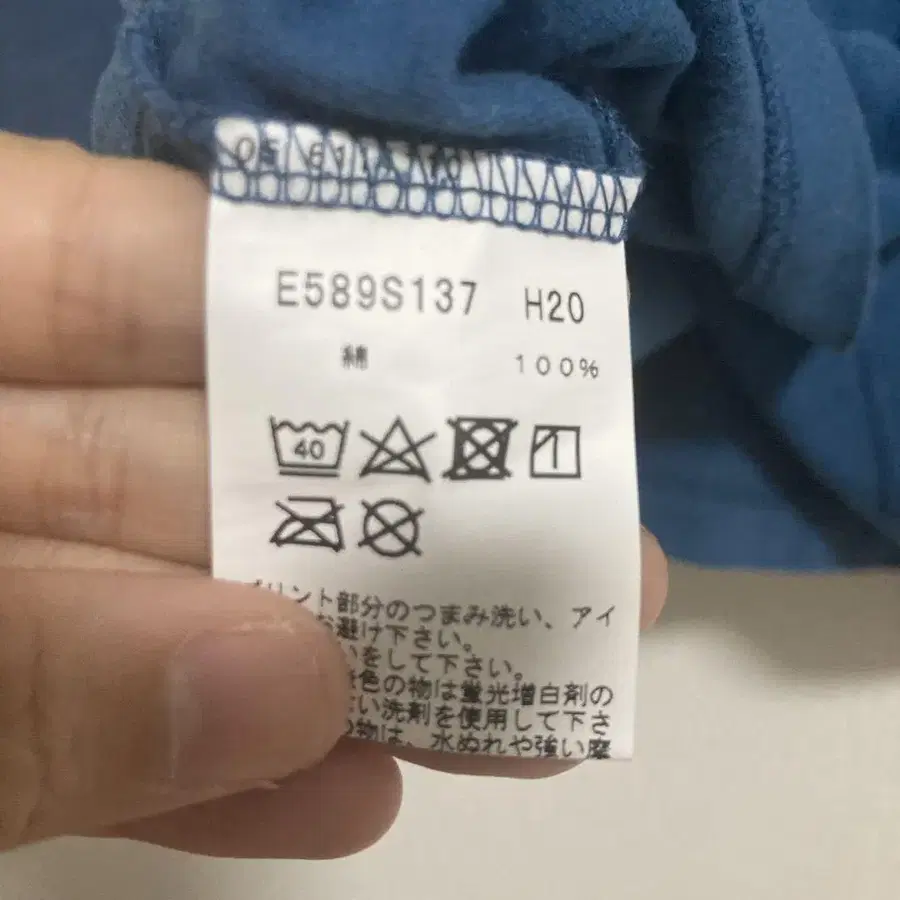 E589S137 H20
綿 100%
40
プリント部分のつまみ洗い、アイ
お避け下さい。
いをして下さい。
色の物は蛍光増白剤の
ない洗剤を使用して下さ
の物は、水ぬれや強い摩